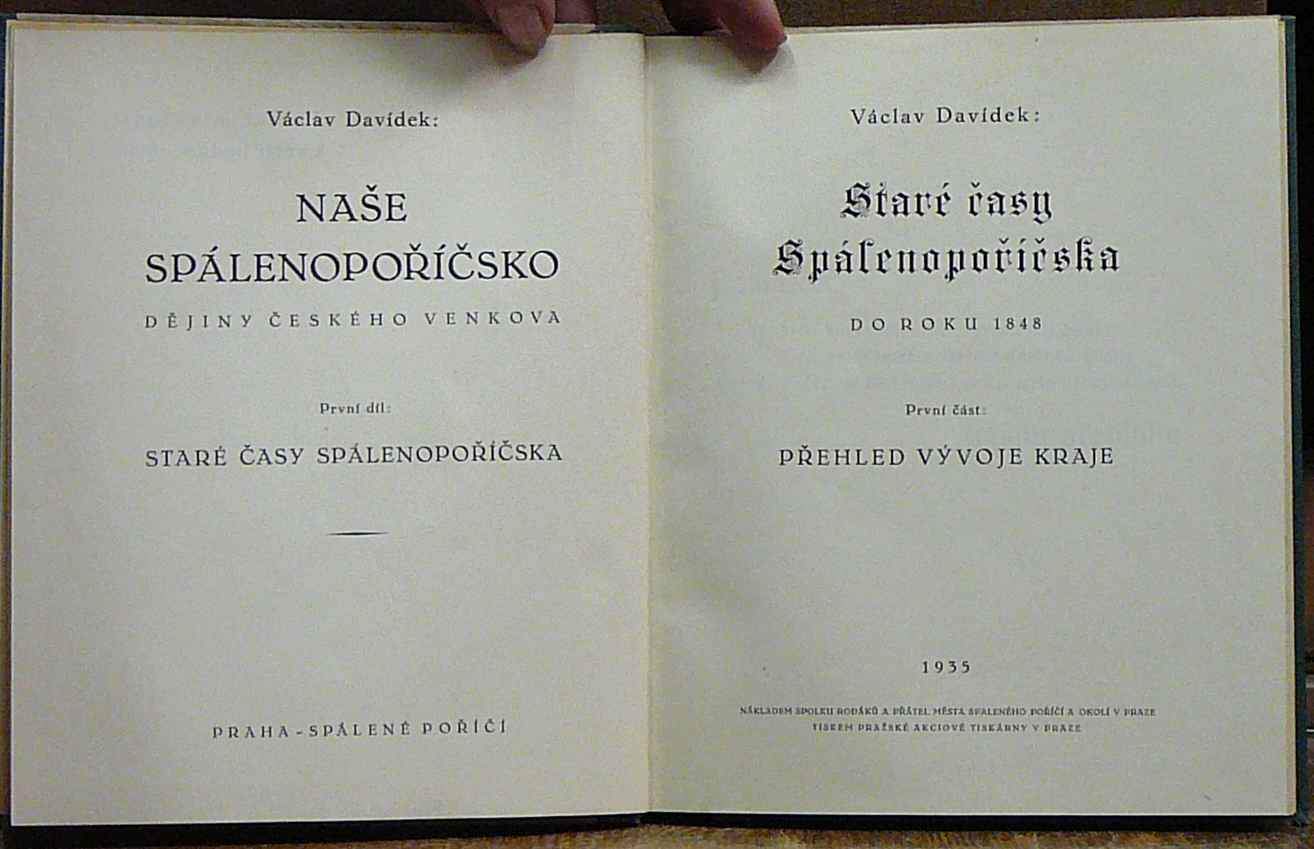 Václav Davídek:
NAŠE
SPÁLENOPOŘÍČSKO
DĚJINY ČESKÉHO VENKOVA
První díl:
STARÉ ČASY SPÁLENOPOŘÍČSKA
PRAHA - SPÁLENÉ POŘÍČÍ
Václav Davídek:
Staré časy
Spálenopoříčska
DO ROKU 1848
První část:
PŘEHLED VÝVOJE KRAJE
1935
NÁKLADEM SPOLKU RODÁKŮ A PŘÁTEL MĚSTA SPÁLENÉHO POŘÍČÍ A OKOLÍ V PRAZE
TISKEM PRAŽSKÉ AKCIOVÉ TISKÁRNY V PRAZE